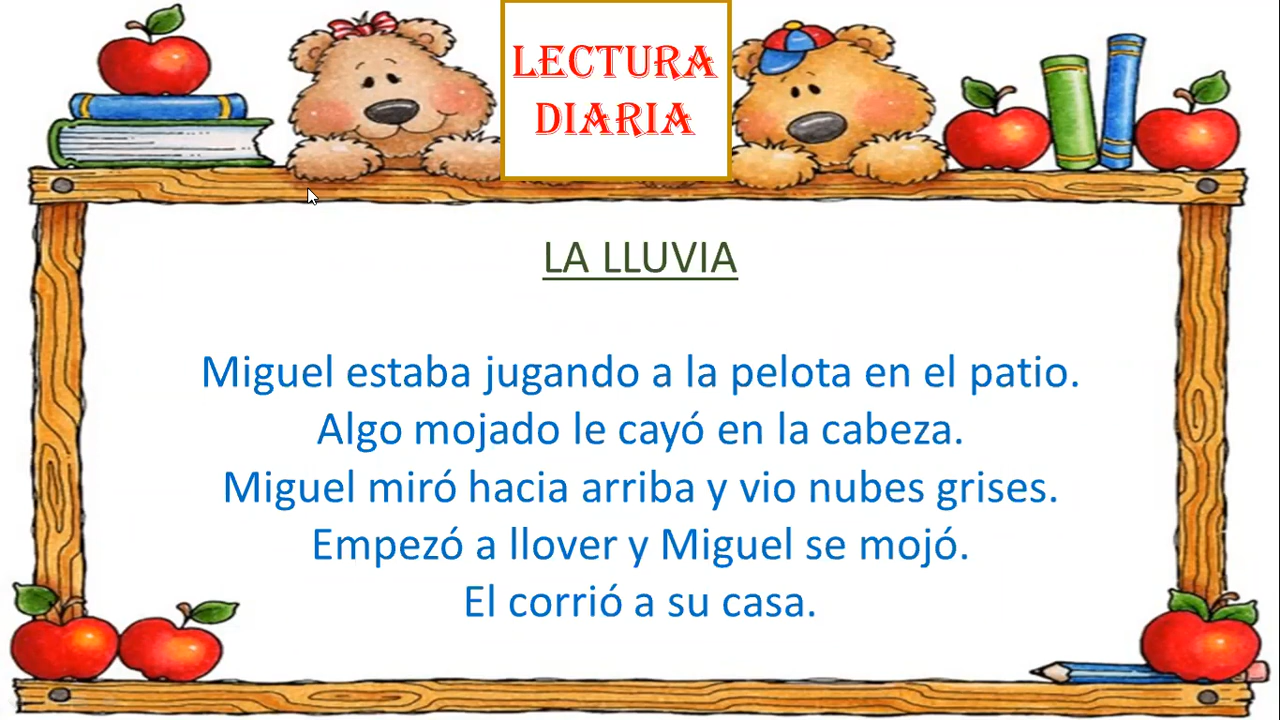 LECTURA
DIARIA
LA LLUVIA
Miguel estaba jugando a la pelota en el patio.
Algo mojado le cayó en la cabeza.
Miguel miró hacia arriba y vio nubes grises.
Empezó a llover y Miguel se mojó.
El corrió a su casa.